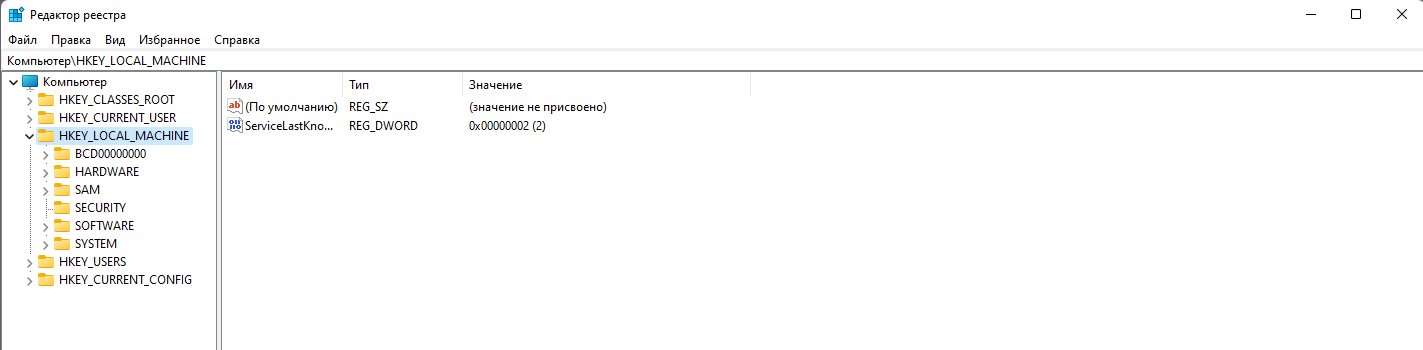 Редактор реестра
Файл Правка Вид Избранное Справка
Компьютер\HKEY_LOCAL_MACHINE
Компьютер
HKEY_CLASSES_ROOT
HKEY_CURRENT_USER
HKEY_LOCAL_MACHINE
BCD00000000
HARDWARE
SAM
SECURITY
SOFTWARE
SYSTEM
HKEY_USERS
HKEY_CURRENT_CONFIG
Имя Тип Значение
(По умолчанию) REG_SZ (значение не присвоено)
ServiceLastKno... REG_DWORD 0x00000002 (2)